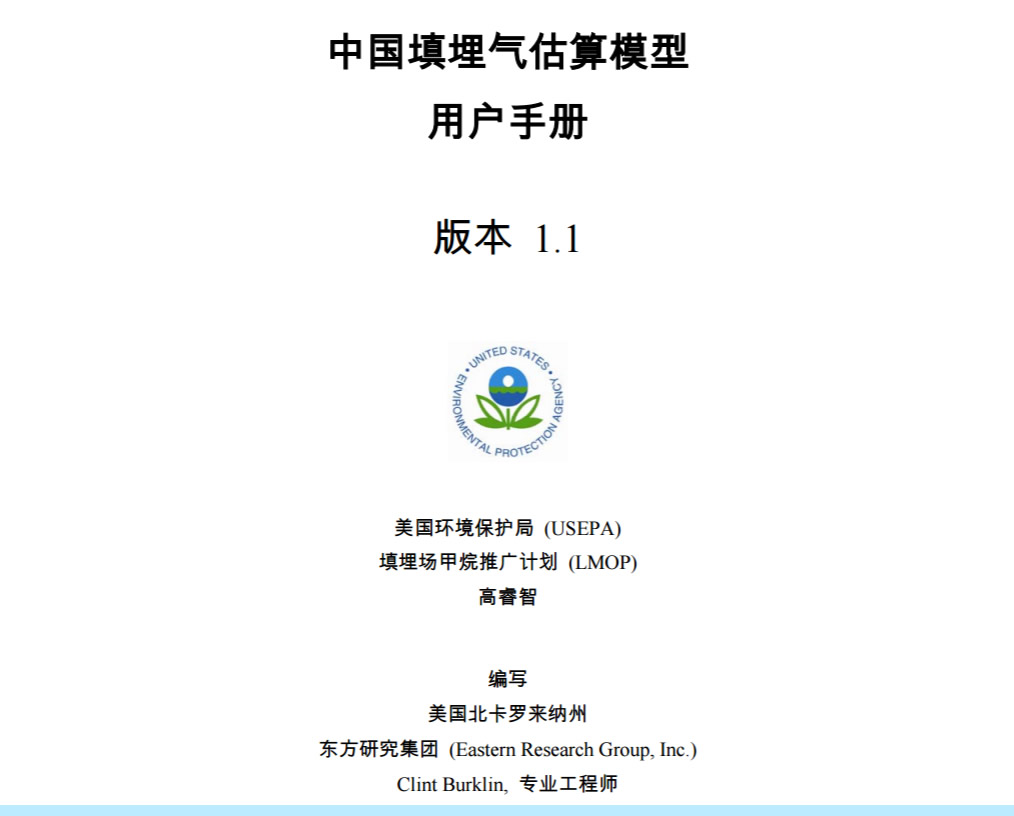 中国填埋气估算模型
用户手册
版本 1.1
UNITED STATES
ENVIRONMENTAL PROTECTION AGENCY
美国环境保护局 (USEPA)
填埋场甲烷推广计划 (LMOP)
高睿智
编写
美国北卡罗来纳州
东方研究集团 (Eastern Research Group, Inc.)
Clint Burklin, 专业工程师